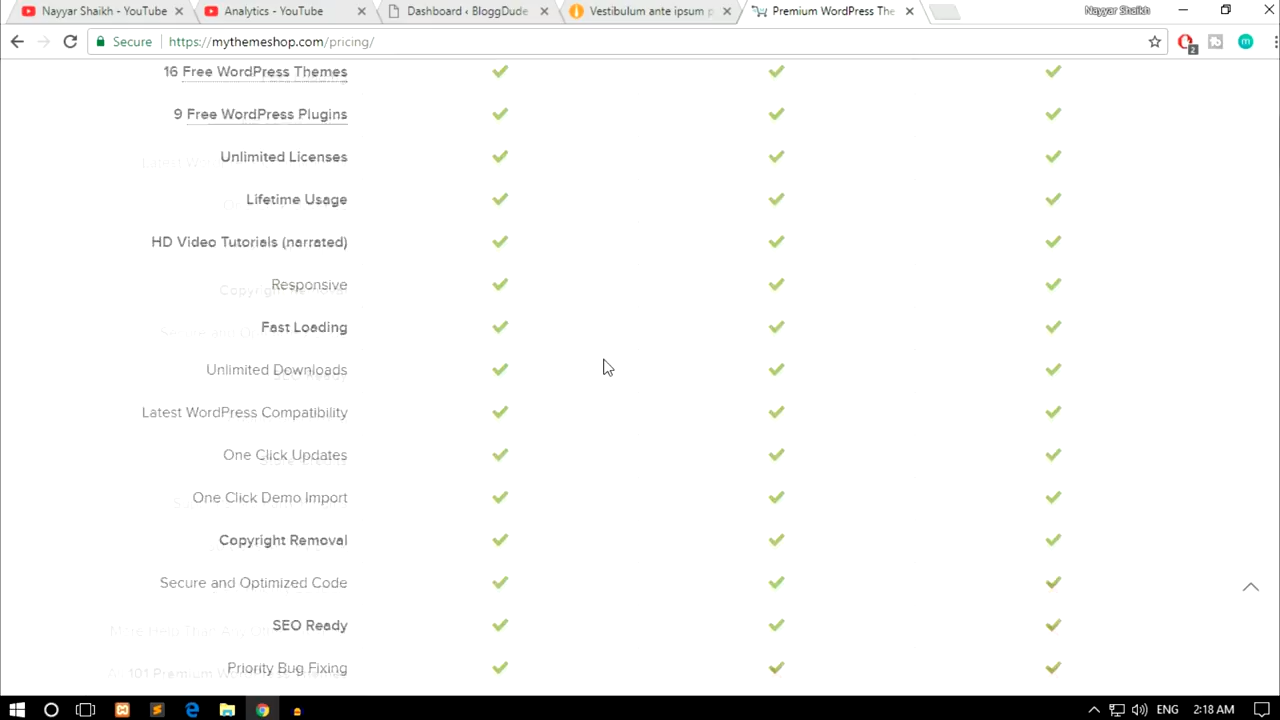 Nayyar Shaikh - YouTube
Analytics - YouTube
Dashboard ‹ BloggDude
Vestibulum ante ipsum p
Premium WordPress The
Nayyar Shaikh
Secure
https://mythemeshop.com/pricing/
2
m
16 Free WordPress Themes
9 Free WordPress Plugins
Unlimited Licenses
Lifetime Usage
HD Video Tutorials (narrated)
Responsive
Fast Loading
Unlimited Downloads
Latest WordPress Compatibility
One Click Updates
One Click Demo Import
Copyright Removal
Secure and Optimized Code
SEO Ready
Priority Bug Fixing
ENG
2:18 AM